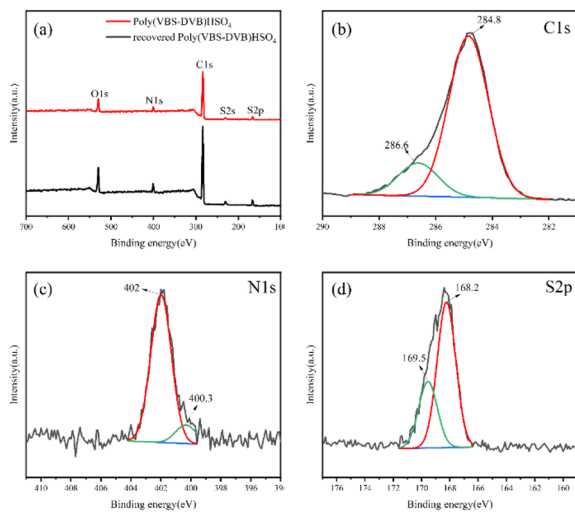 (a)
Poly(VBS-DVB)HSO₄
recovered Poly(VBS-DVB)HSO₄
O1s
N1s
C1s
S2s
S2p
Intensity(a.u.)
700 600 500 400 300 200 100
Binding energy(eV)
(b)
C1s
284.8
286.6
Intensity(a.u.)
290 288 286 284 282
Binding energy(eV)
(c)
N1s
402
400.3
Intensity(a.u.)
410 408 406 404 402 400 398 396
Binding energy(eV)
(d)
S2p
168.2
169.5
Intensity(a.u.)
176 174 172 170 168 166 164 162 160
Binding energy(eV)